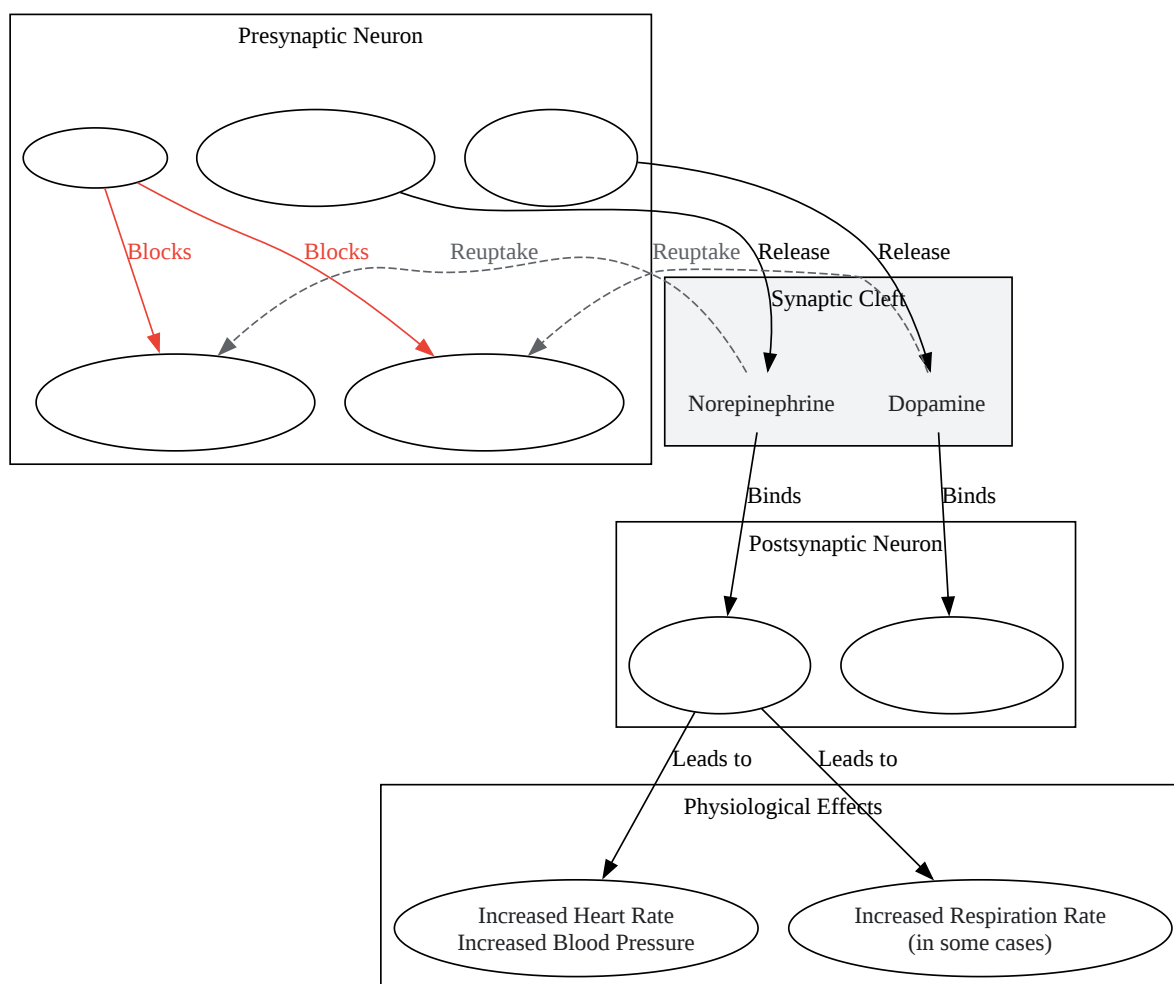 Presynaptic Neuron
Blocks
Blocks
Reuptake
Reuptake
Release
Release
Synaptic Cleft
Norepinephrine
Dopamine
Binds
Binds
Postsynaptic Neuron
Leads to
Leads to
Physiological Effects
Increased Heart Rate
Increased Blood Pressure
Increased Respiration Rate
(in some cases)